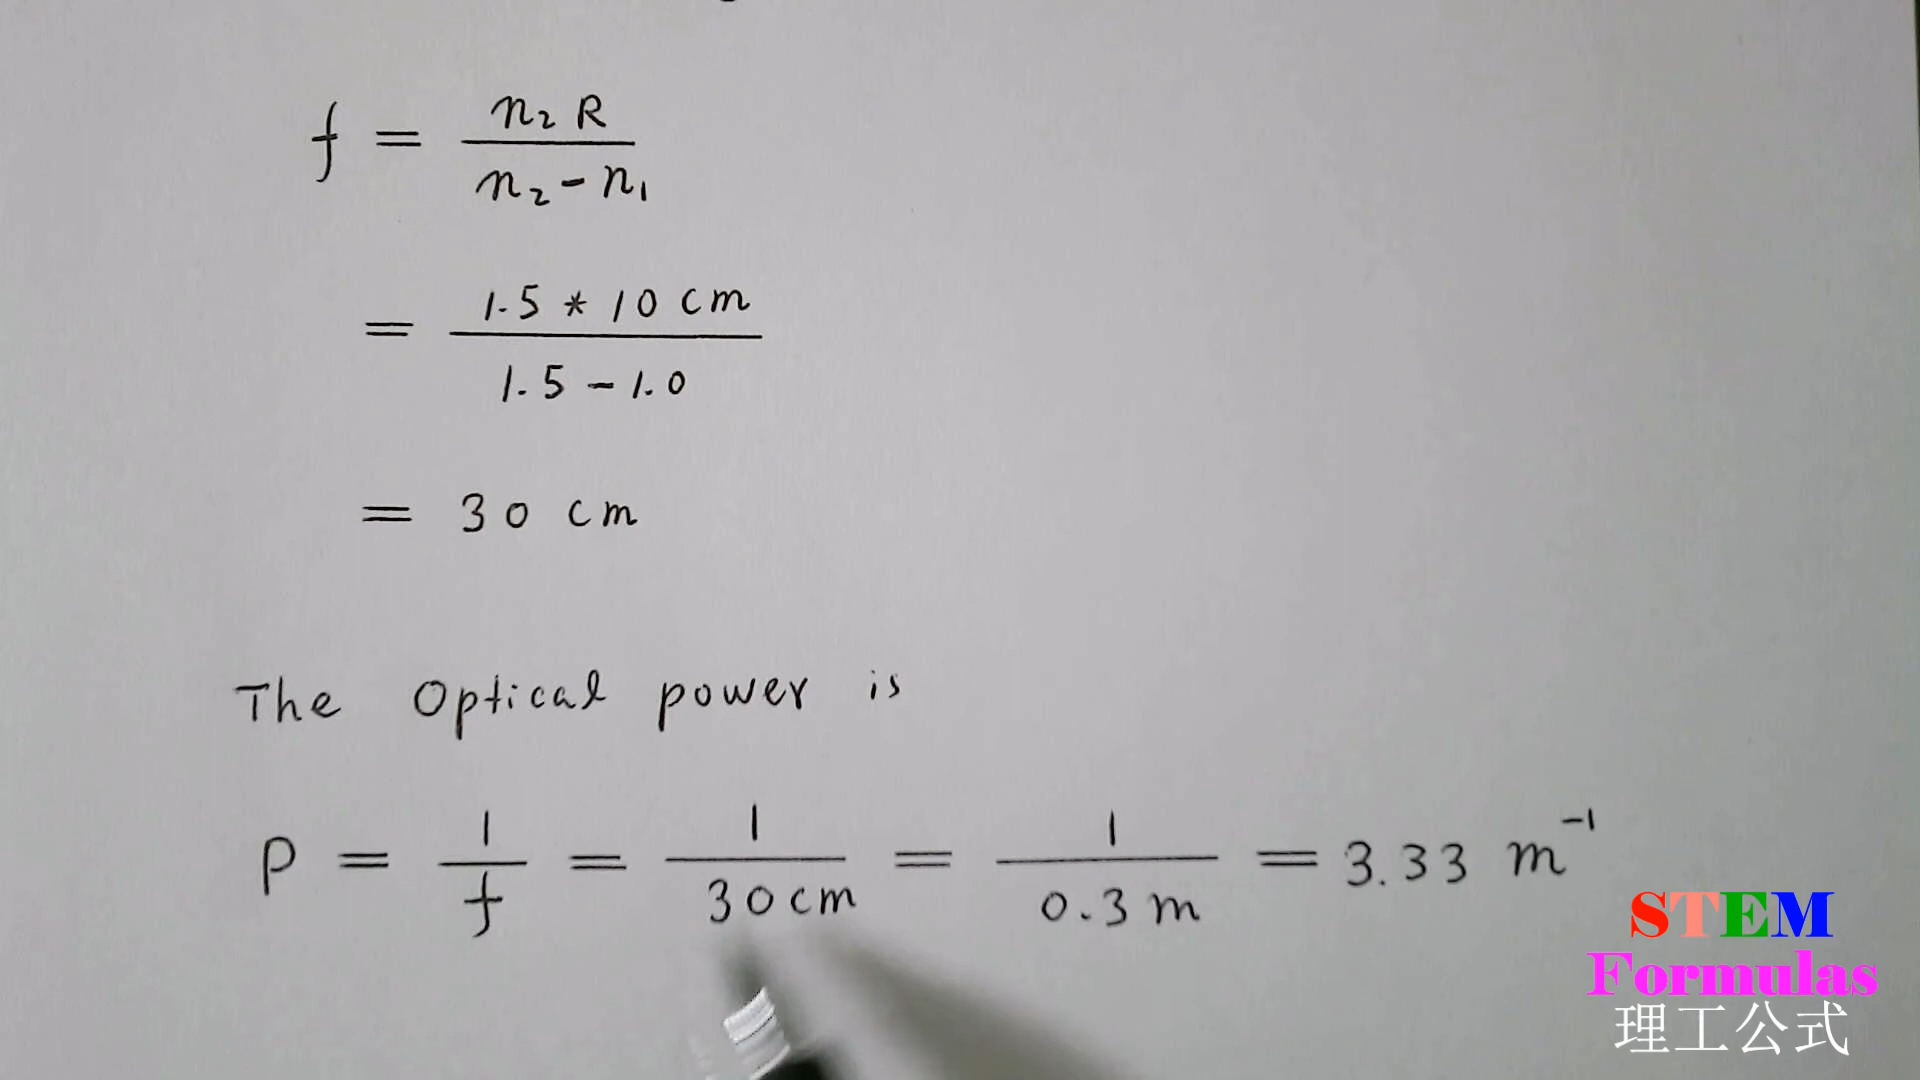 f = n₂ R / n₂ - n₁
= 1.5 * 10 cm / 1.5 - 1.0
= 30 cm
The Optical power is
P = 1 / f = 1 / 30 cm = 1 / 0.3 m = 3.33 m⁻¹
STEM
Formulas
理工公式